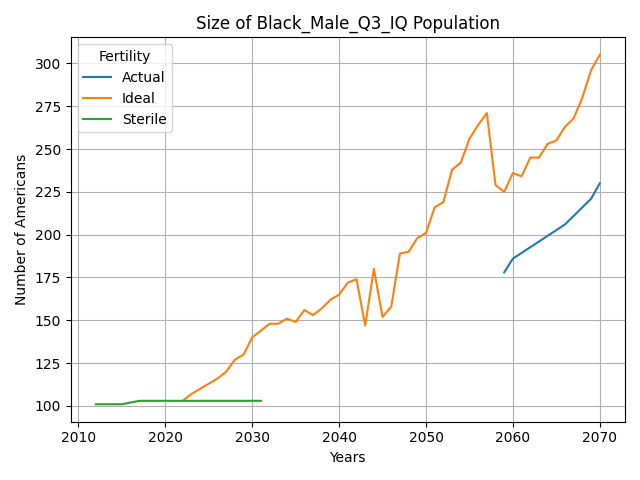 Size of Black_Male_Q3_IQ Population
Fertility
Actual
Ideal
Sterile
Number of Americans
300
275
250
225
200
175
150
125
100
2010 2020 2030 2040 2050 2060 2070
Years